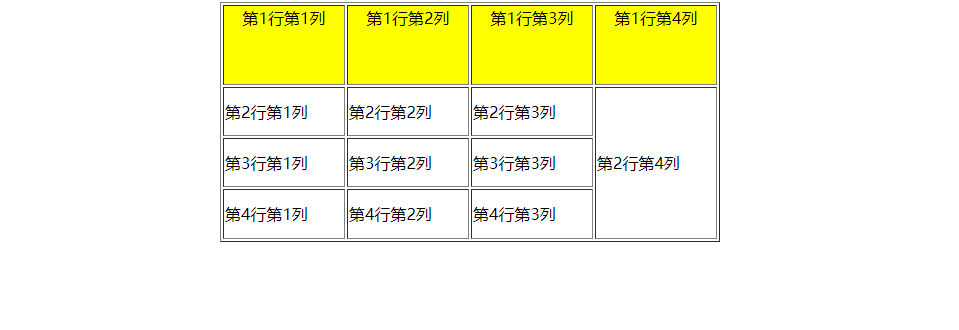 第1行第1列 第1行第2列 第1行第3列 第1行第4列
第2行第1列 第2行第2列 第2行第3列
第3行第1列 第3行第2列 第3行第3列 第2行第4列
第4行第1列 第4行第2列 第4行第3列